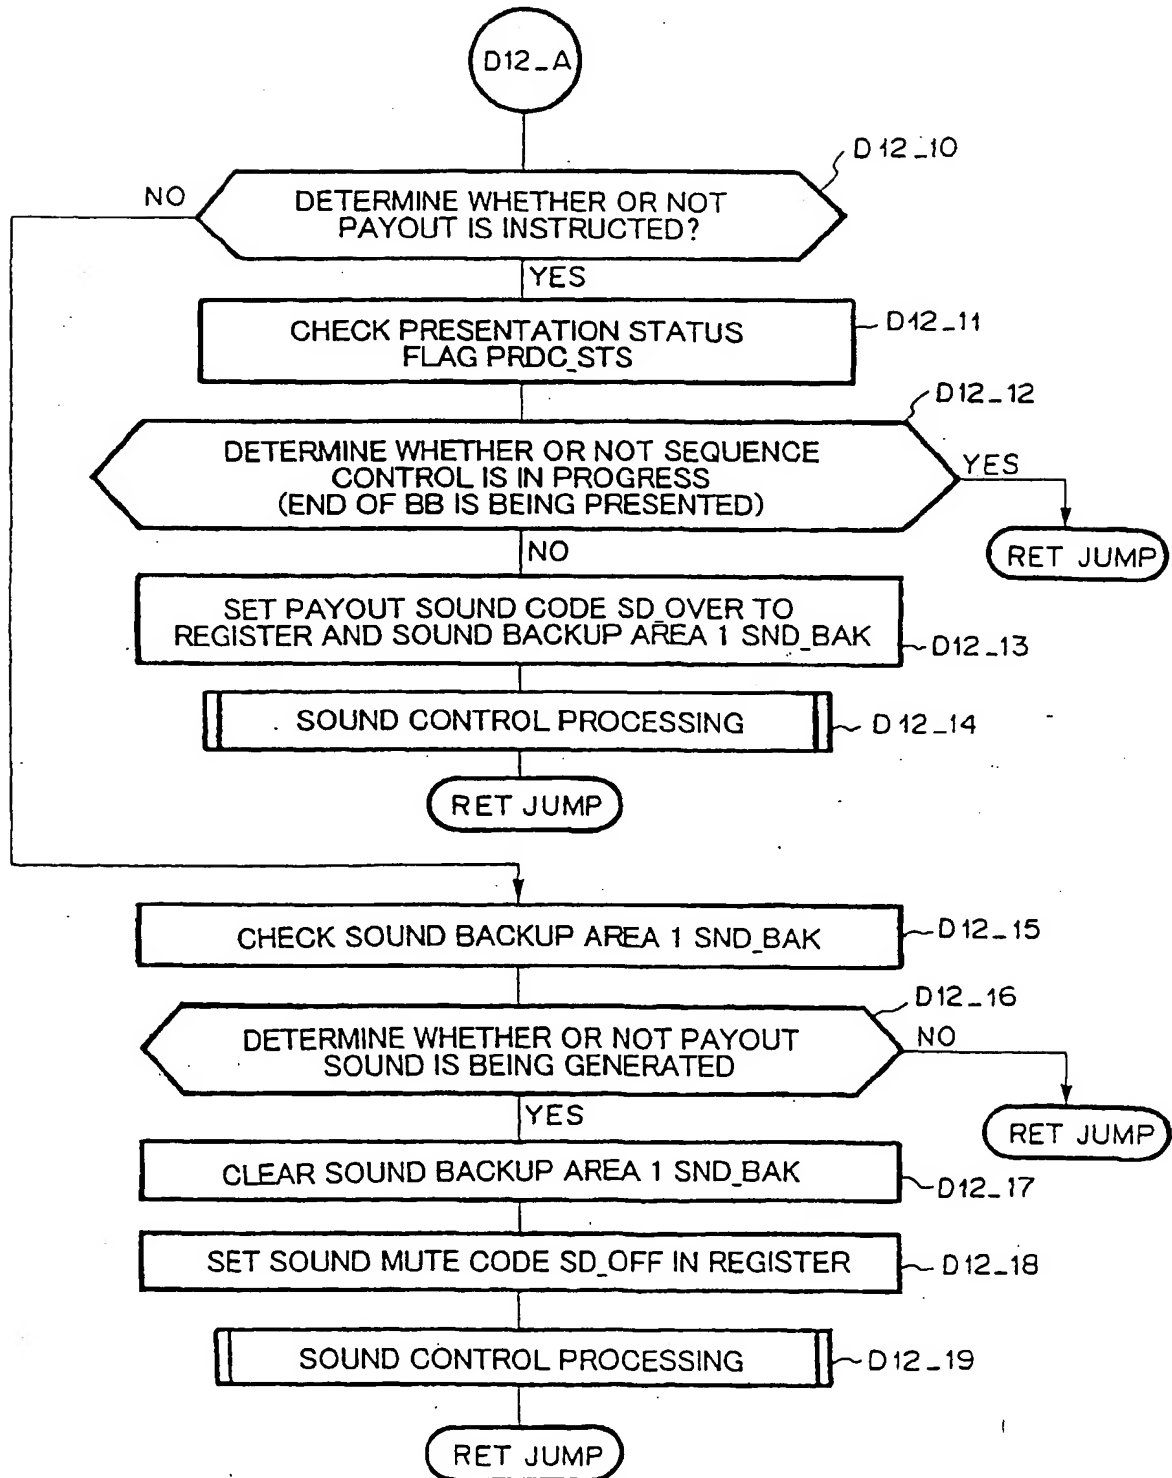 D12_A
D12_10
NO
DETERMINE WHETHER OR NOT
PAYOUT IS INSTRUCTED?
YES
CHECK PRESENTATION STATUS
FLAG PRDC_STS
D12_11
D12_12
DETERMINE WHETHER OR NOT SEQUENCE
CONTROL IS IN PROGRESS
(END OF BB IS BEING PRESENTED)
YES
RET JUMP
NO
SET PAYOUT SOUND CODE SD_OVER TO
REGISTER AND SOUND BACKUP AREA 1 SND_BAK
D12_13
SOUND CONTROL PROCESSING
D12_14
RET JUMP
CHECK SOUND BACKUP AREA 1 SND_BAK
D12_15
D12_16
DETERMINE WHETHER OR NOT PAYOUT
SOUND IS BEING GENERATED
NO
RET JUMP
YES
CLEAR SOUND BACKUP AREA 1 SND_BAK
D12_17
SET SOUND MUTE CODE SD_OFF IN REGISTER
D12_18
SOUND CONTROL PROCESSING
D12_19
RET JUMP